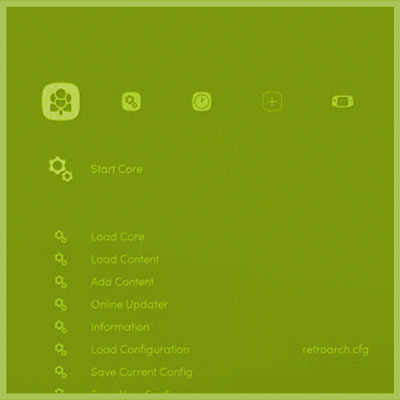 Start Core
Load Core
Load Content
Add Content
Online Updater
Information
Load Configuration retroarch.cfg
Save Current Config